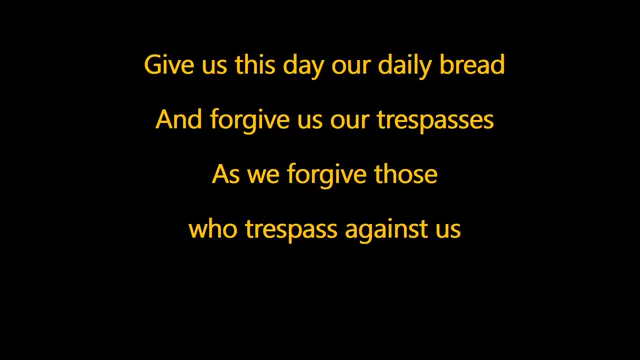 Give us this day our daily bread
And forgive us our trespasses
As we forgive those
who trespass against us